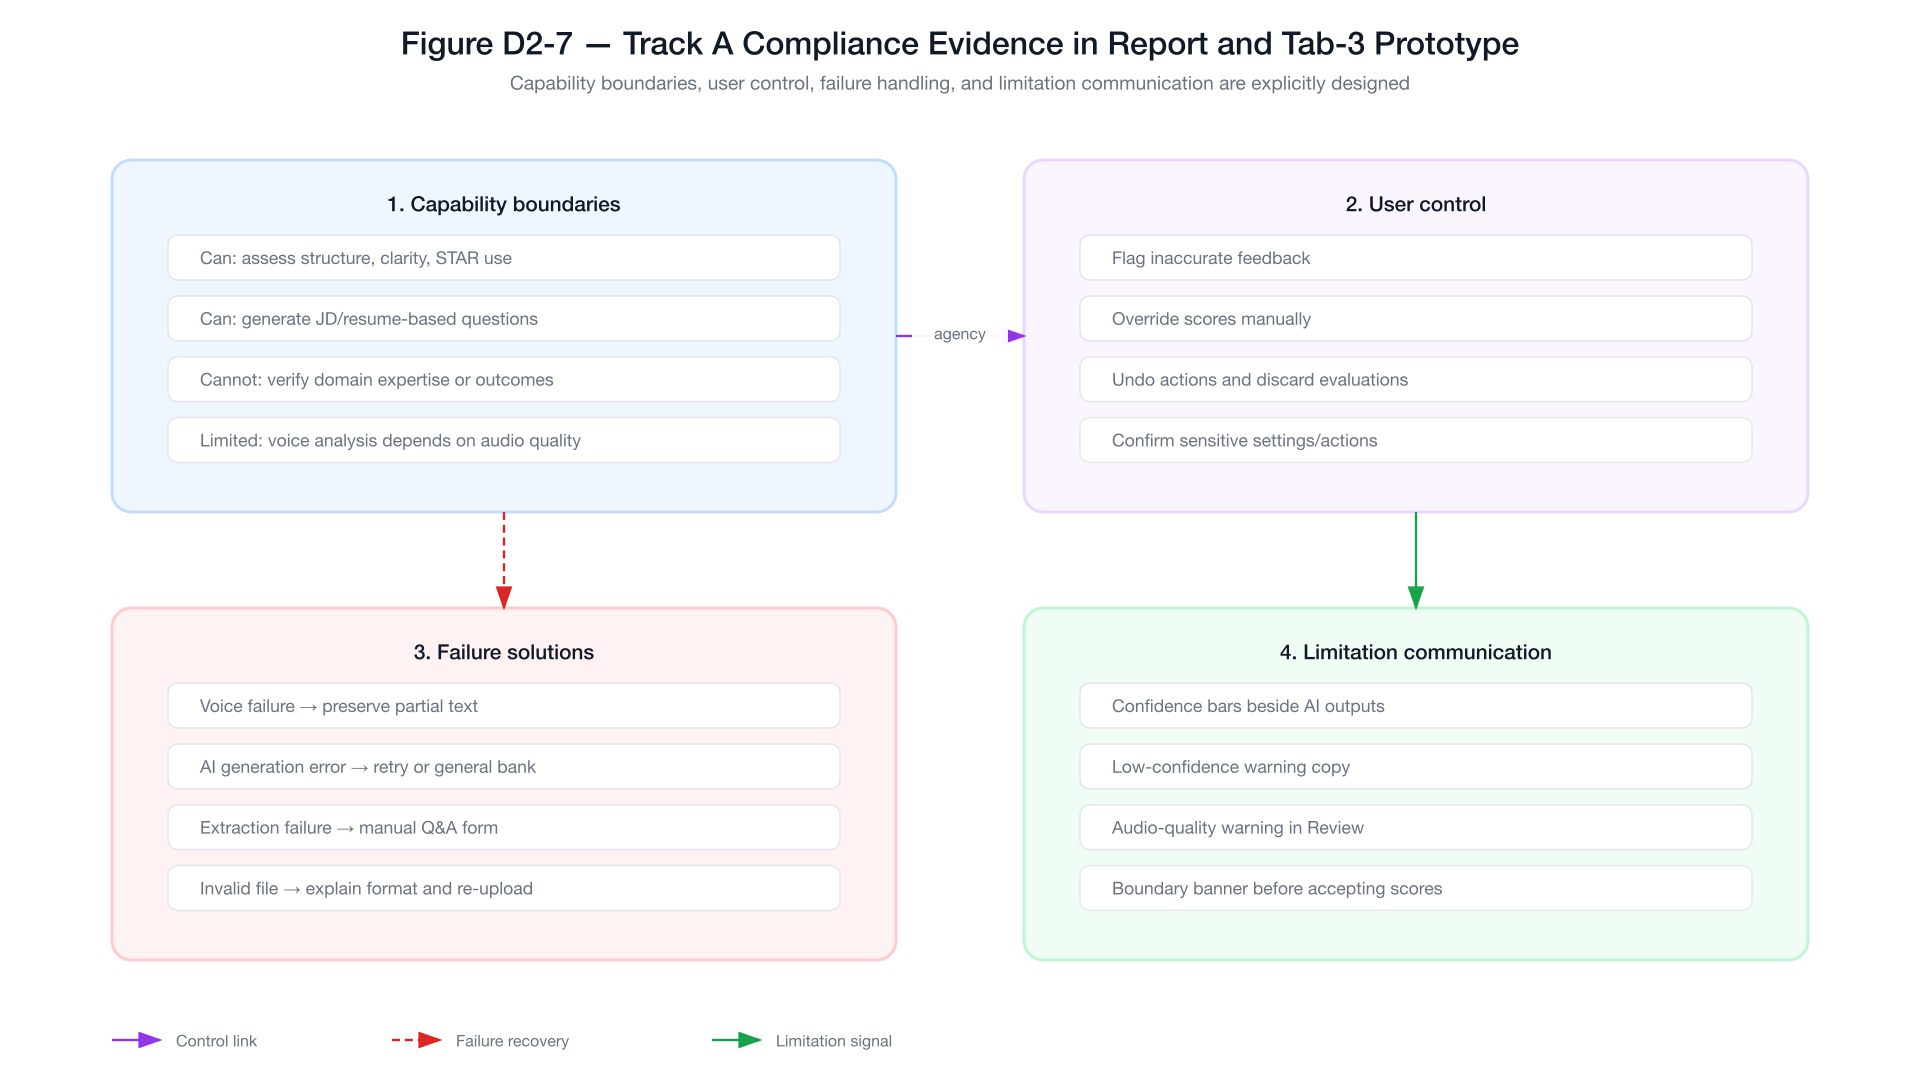 Figure D2-7 — Track A Compliance Evidence in Report and Tab-3 Prototype
Capability boundaries, user control, failure handling, and limitation communication are explicitly designed
1. Capability boundaries
Can: assess structure, clarity, STAR use
Can: generate JD/resume-based questions
Cannot: verify domain expertise or outcomes
Limited: voice analysis depends on audio quality
agency
2. User control
Flag inaccurate feedback
Override scores manually
Undo actions and discard evaluations
Confirm sensitive settings/actions
3. Failure solutions
Voice failure → preserve partial text
AI generation error → retry or general bank
Extraction failure → manual Q&A form
Invalid file → explain format and re-upload
4. Limitation communication
Confidence bars beside AI outputs
Low-confidence warning copy
Audio-quality warning in Review
Boundary banner before accepting scores
Control link
Failure recovery
Limitation signal